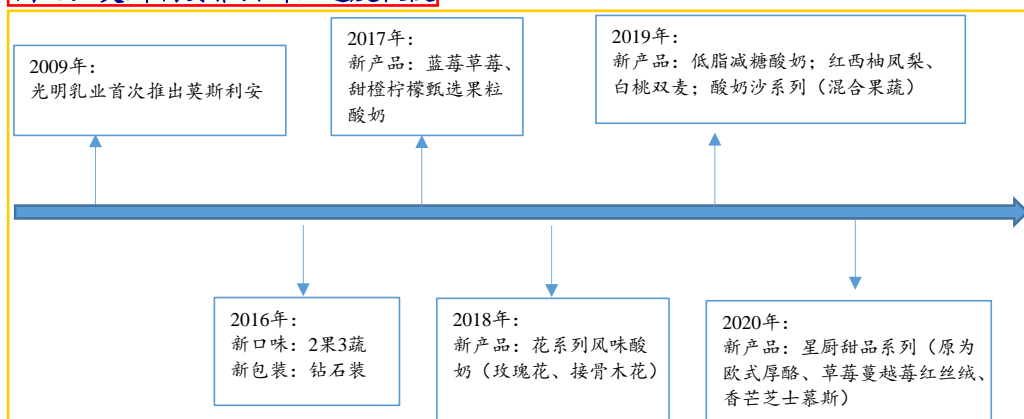 2009年：
光明乳业首次推出莫斯利安
2017年：
新产品：蓝莓草莓、
甜橙柠檬甄选果粒
酸奶
2019年：
新产品：低脂减糖酸奶；红西柚凤梨、
白桃双麦；酸奶沙系列（混合果蔬）
2016年：
新口味：2果3蔬
新包装：钻石装
2018年：
新产品：花系列风味酸
奶（玫瑰花、接骨木花）
2020年：
新产品：星厨甜品系列（原为
欧式厚酪、草莓蔓越莓红丝绒、
香芒芝士慕斯）